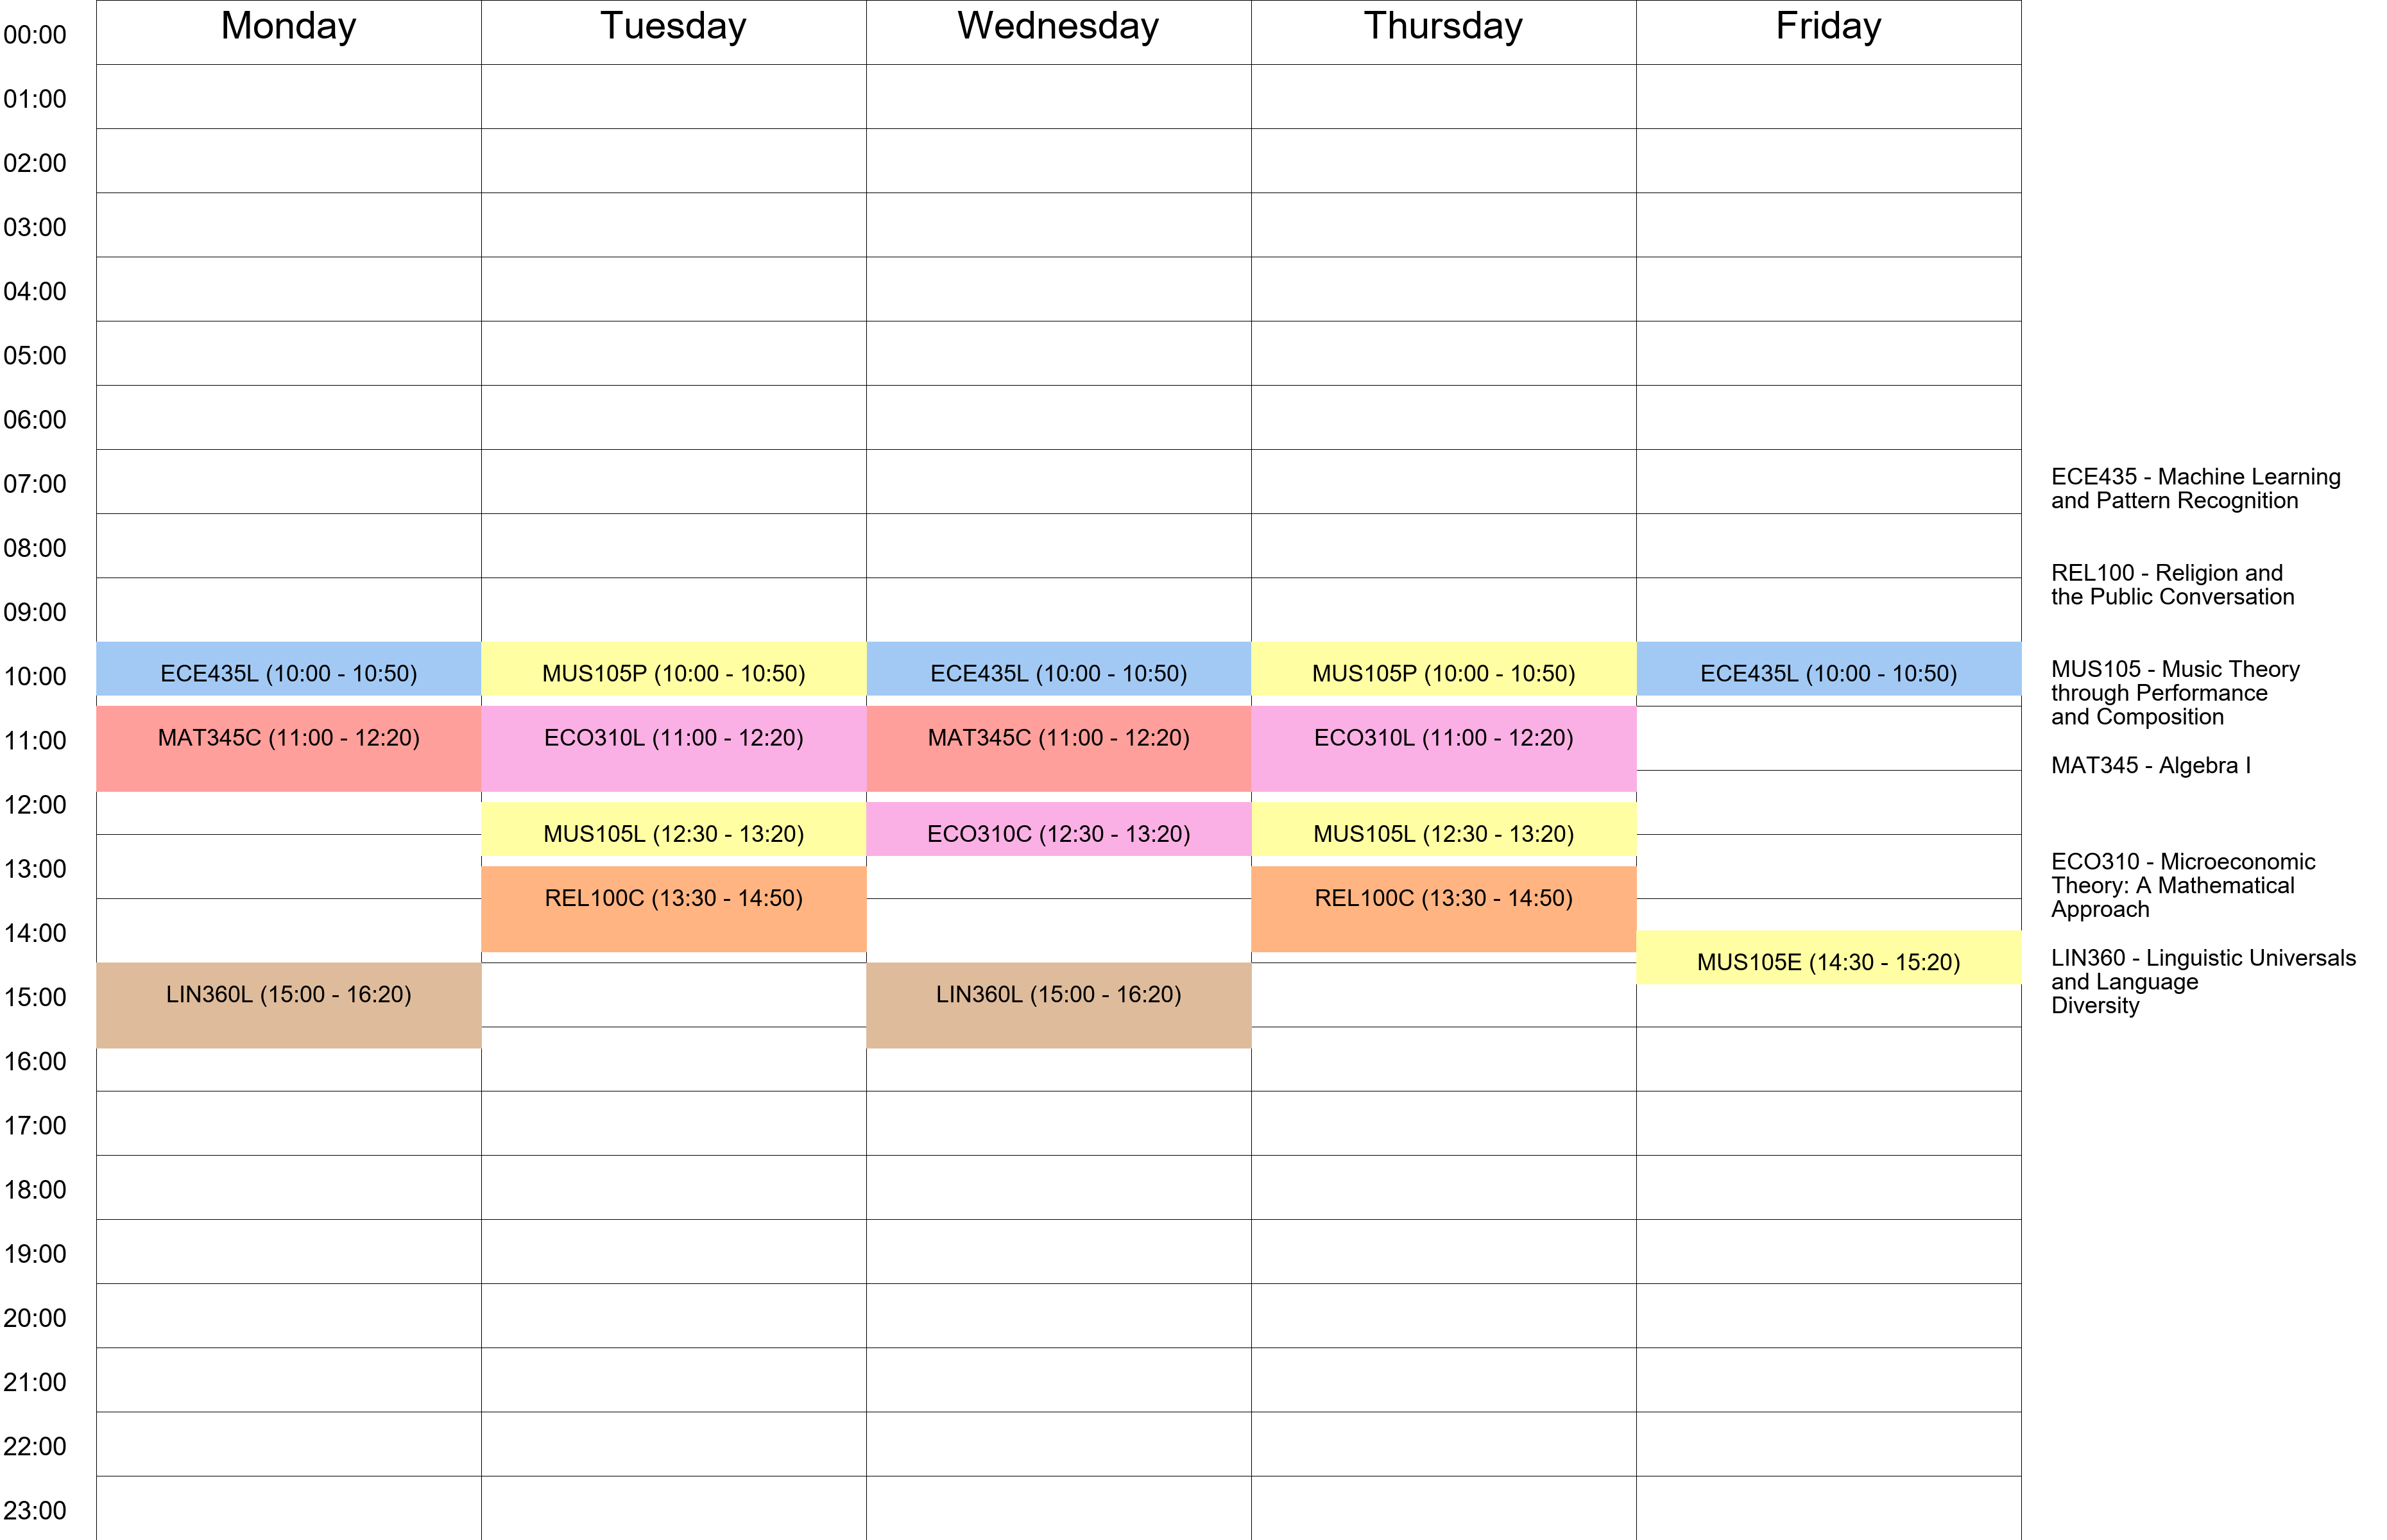 Monday Tuesday Wednesday Thursday Friday
00:00
01:00
02:00
03:00
04:00
05:00
06:00
07:00
08:00
09:00
10:00
ECE435L (10:00 - 10:50) MUS105P (10:00 - 10:50) ECE435L (10:00 - 10:50) MUS105P (10:00 - 10:50) ECE435L (10:00 - 10:50)
11:00
MAT345C (11:00 - 12:20) ECO310L (11:00 - 12:20) MAT345C (11:00 - 12:20) ECO310L (11:00 - 12:20)
12:00
MUS105L (12:30 - 13:20) ECO310C (12:30 - 13:20) MUS105L (12:30 - 13:20)
13:00
REL100C (13:30 - 14:50) REL100C (13:30 - 14:50)
14:00
MUS105E (14:30 - 15:20)
15:00
LIN360L (15:00 - 16:20) LIN360L (15:00 - 16:20)
16:00
17:00
18:00
19:00
20:00
21:00
22:00
23:00
ECE435 - Machine Learning
and Pattern Recognition
REL100 - Religion and
the Public Conversation
MUS105 - Music Theory
through Performance
and Composition
MAT345 - Algebra I
ECO310 - Microeconomic
Theory: A Mathematical
Approach
LIN360 - Linguistic Universals
and Language
Diversity